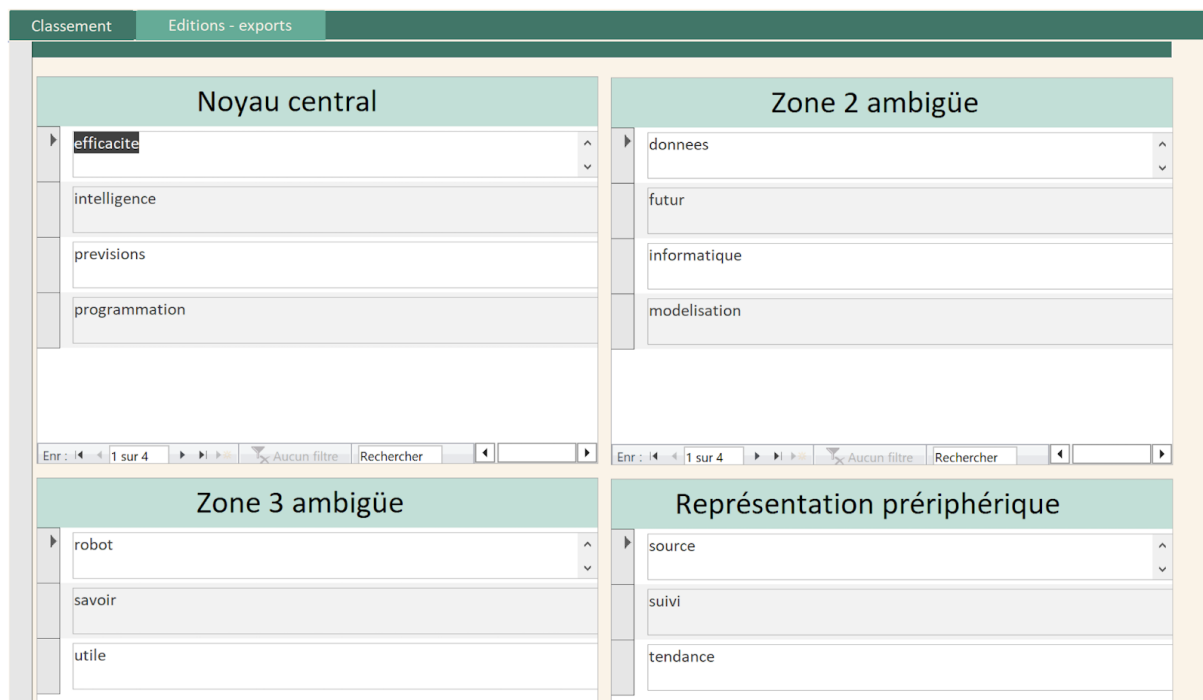 Classement
Editions - exports
Noyau central
efficacite
intelligence
previsions
programmation
Enr : 1 sur 4 Aucun filtre Rechercher
Zone 2 ambigüe
donnees
futur
informatique
modelisation
Enr : 1 sur 4 Aucun filtre Rechercher
Zone 3 ambigüe
robot
savoir
utile
Représentation prériphérique
source
suivi
tendance